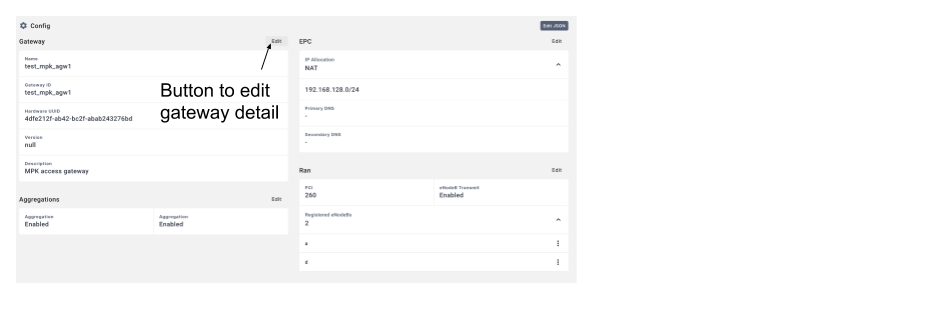 Config
Edit JSON
Gateway
Edit
Name
test_mpk_agw1
Gateway ID
test_mpk_agw1
Hardware UUID
4dfe212f-ab42-bc2f-abab243276bd
Version
null
Description
MPK access gateway
Button to edit
gateway detail
Aggregations
Edit
Aggregation
Enabled
Aggregation
Enabled
EPC
Edit
IP Allocation
NAT
192.168.128.0/24
Primary DNS
-
Secondary DNS
-
Ran
Edit
PCI
260
eNodeB Transmit
Enabled
Registered eNodeBs
2